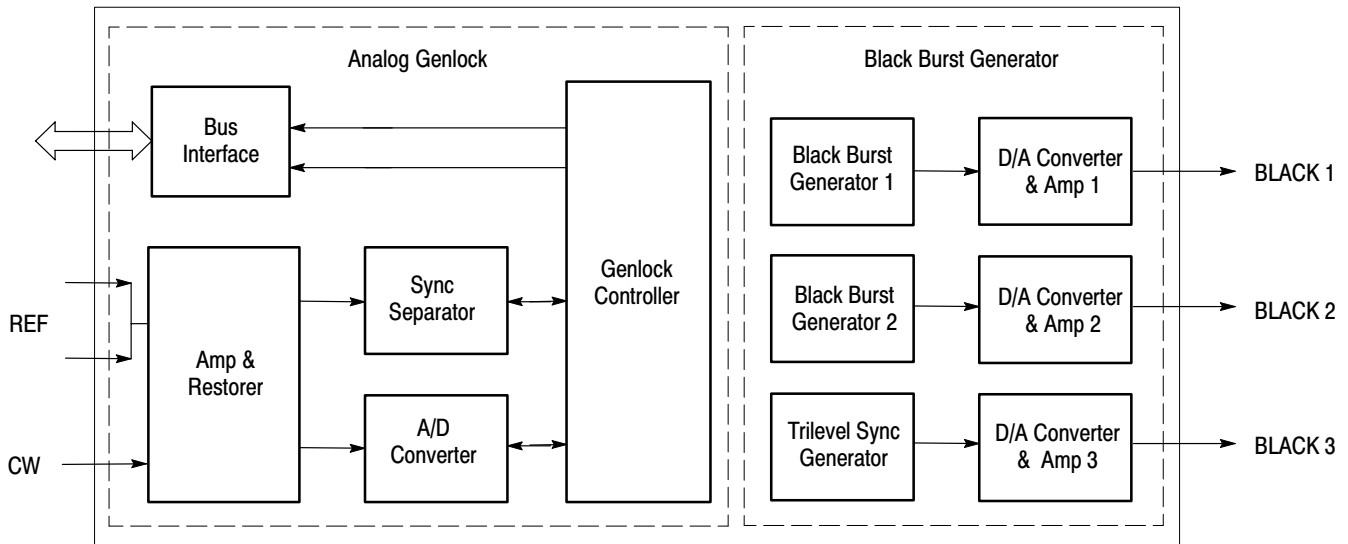 Analog Genlock
Black Burst Generator
Bus
Interface
Genlock
Controller
Black Burst
Generator 1
D/A Converter
& Amp 1
BLACK 1
REF
CW
Amp &
Restorer
Sync
Separator
A/D
Converter
Black Burst
Generator 2
D/A Converter
& Amp 2
BLACK 2
Trilevel Sync
Generator
D/A Converter
& Amp 3
BLACK 3